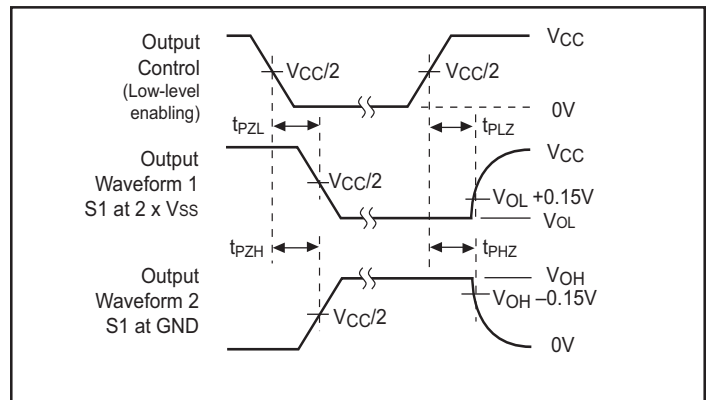 Output
Control
(Low-level
enabling)
VCC/2
VCC/2
VCC
0V
tPZL
tPLZ
Output
Waveform 1
S1 at 2 x Vss
VCC/2
VCC
VOL +0.15V
VOL
tPZH
tPHZ
Output
Waveform 2
S1 at GND
VCC/2
VOH
VOH –0.15V
0V